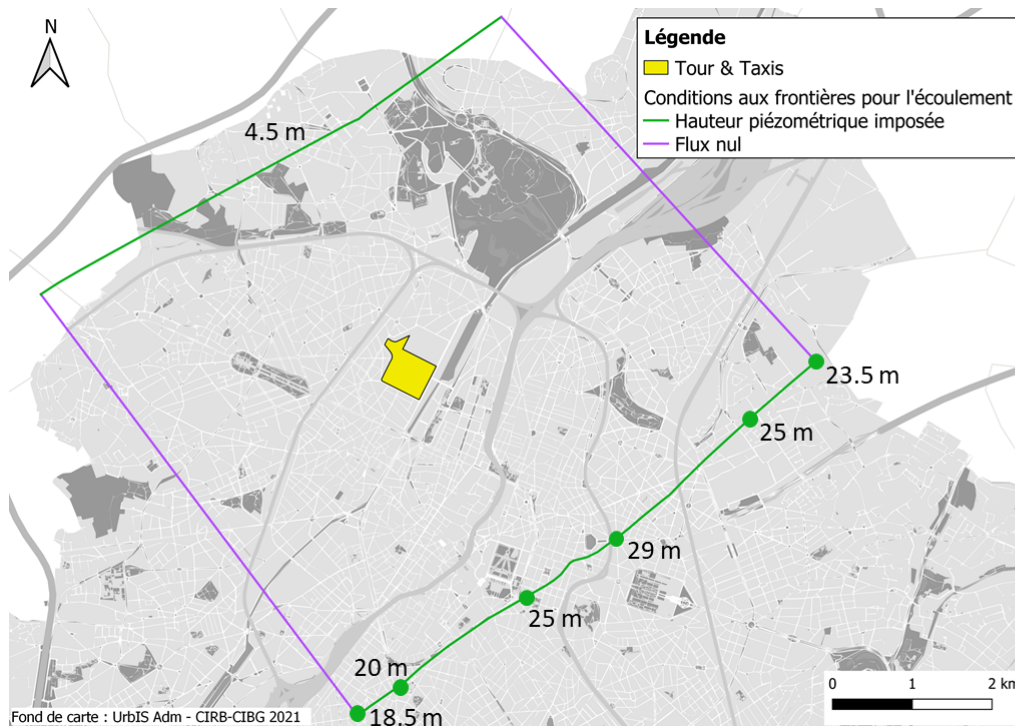 N
Légende
Tour & Taxis
Conditions aux frontières pour l'écoulement
Hauteur piézométrique imposée
Flux nul
4.5 m
23.5 m
25 m
29 m
25 m
20 m
18.5 m
0 1 2 km
Fond de carte : UrbIS Adm - CIRB-CIBG 2021